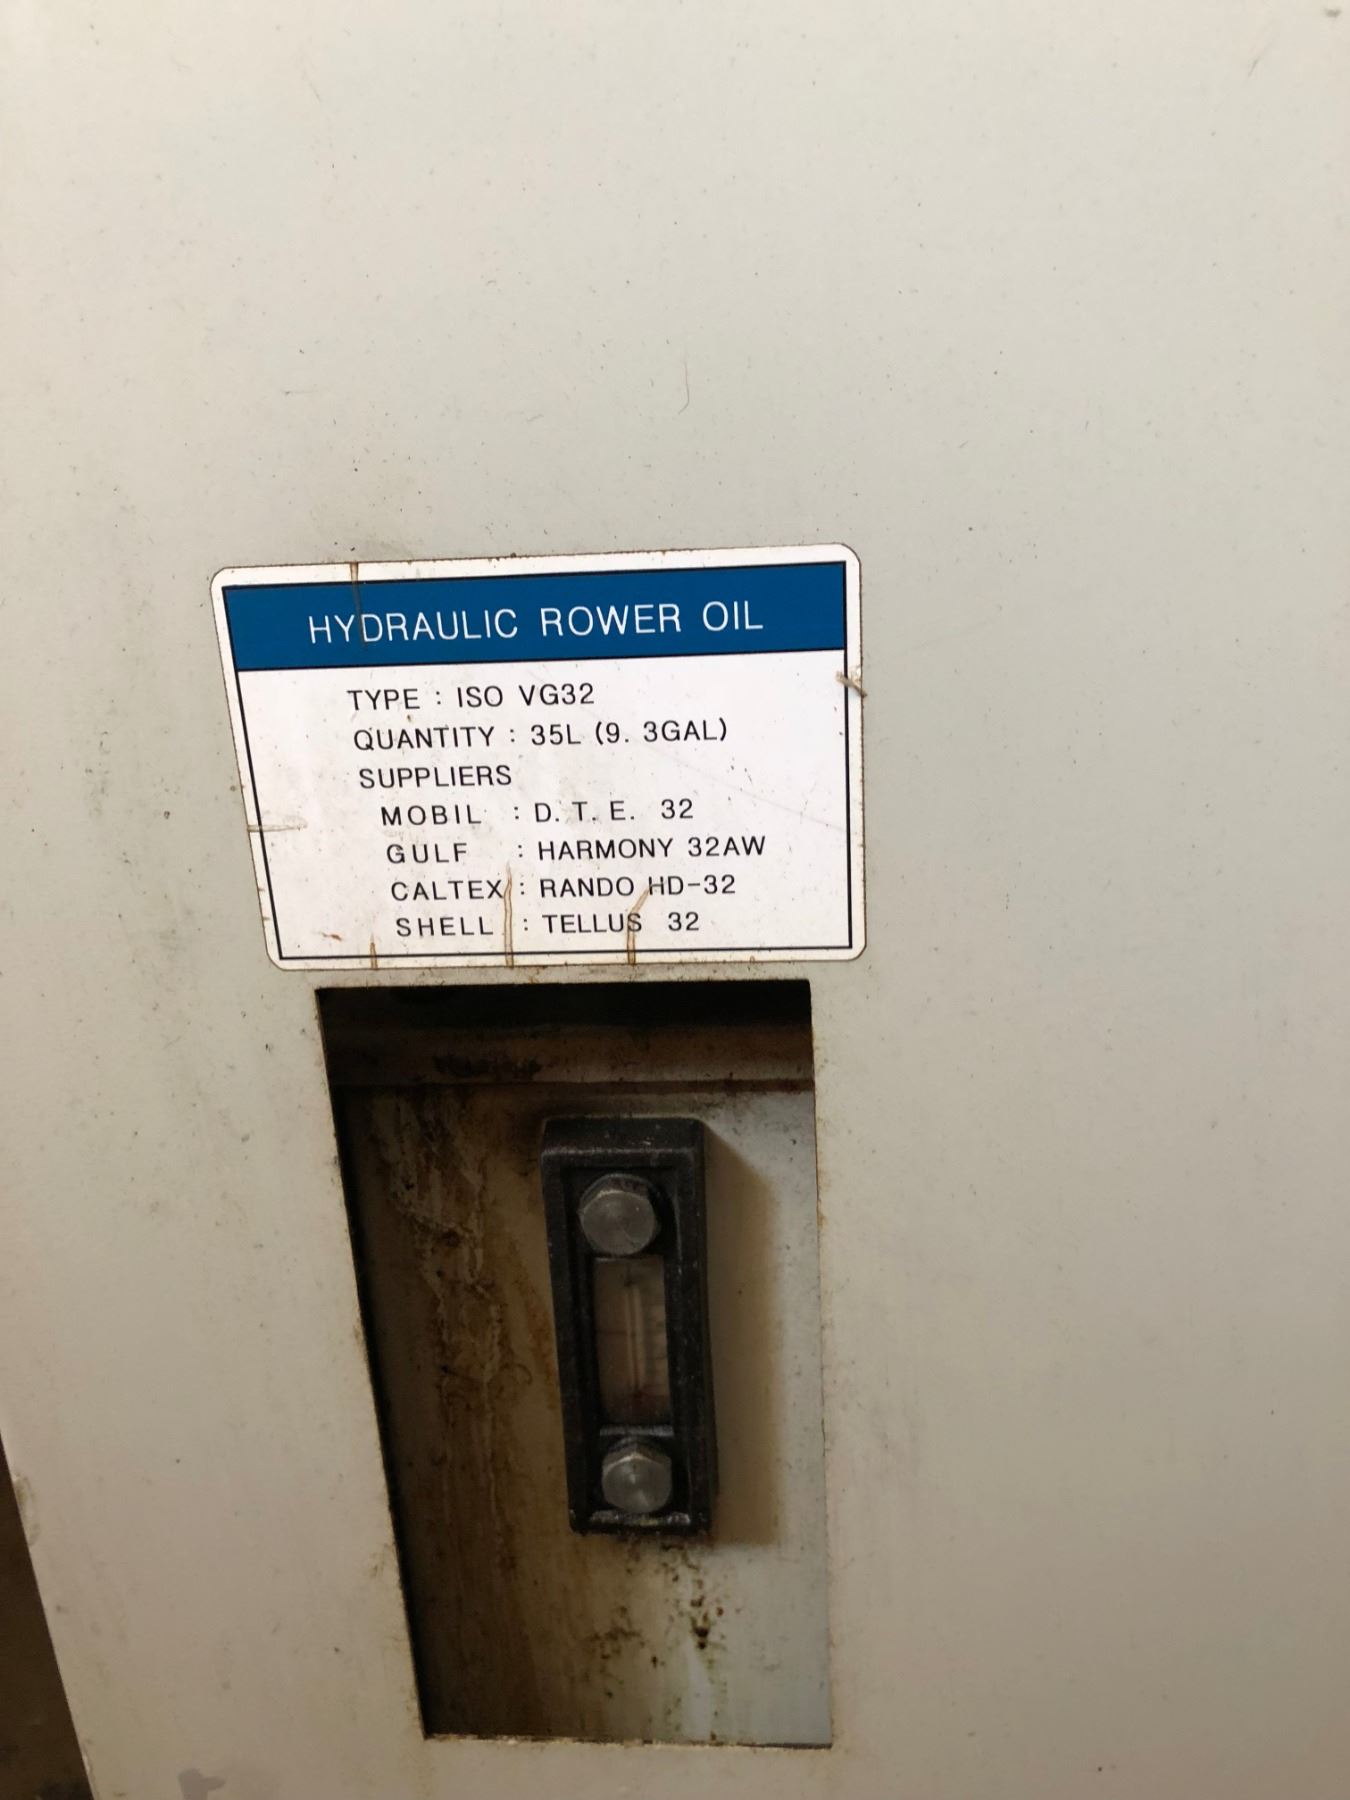 HYDRAULIC ROWER OIL
TYPE : ISO VG32
QUANTITY : 35L (9. 3GAL)
SUPPLIERS
MOBIL : D. T. E. 32
GULF : HARMONY 32AW
CALTEX : RANDO HD-32
SHELL : TELLUS 32